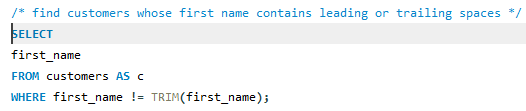 /* find customers whose first name contains leading or trailing spaces */
SELECT
first_name
FROM customers AS c
WHERE first_name != TRIM(first_name);